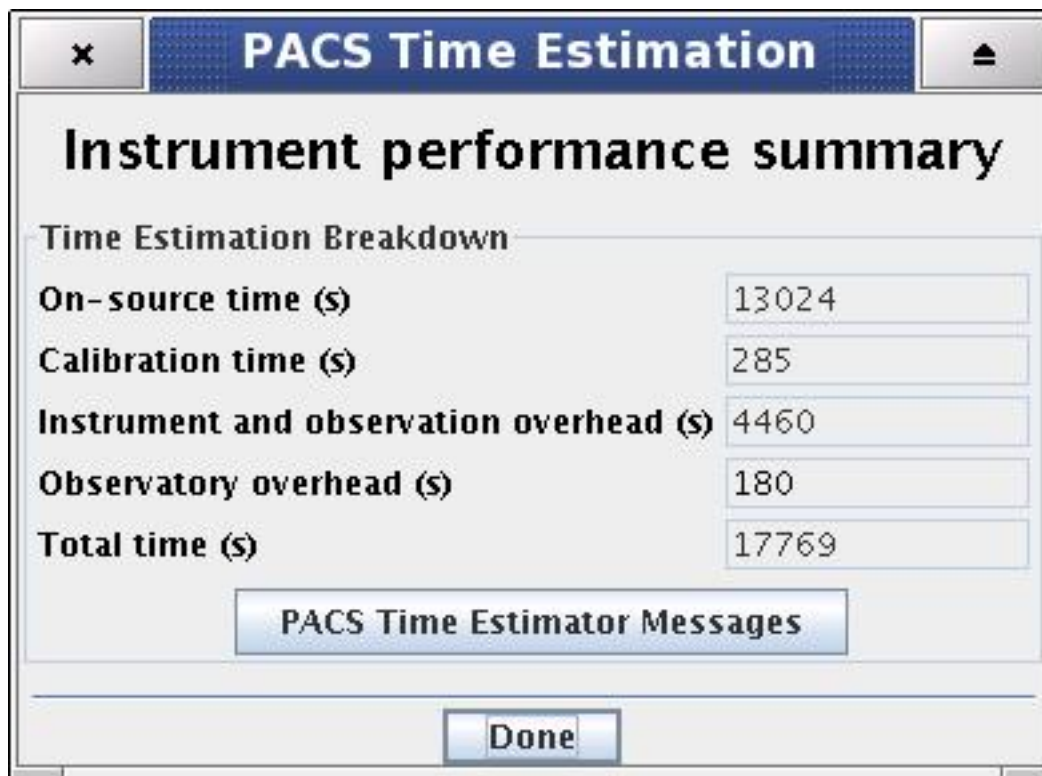 PACS Time Estimation
Instrument performance summary
Time Estimation Breakdown
On-source time (s) 13024
Calibration time (s) 285
Instrument and observation overhead (s) 4460
Observatory overhead (s) 180
Total time (s) 17769
PACS Time Estimator Messages
Done